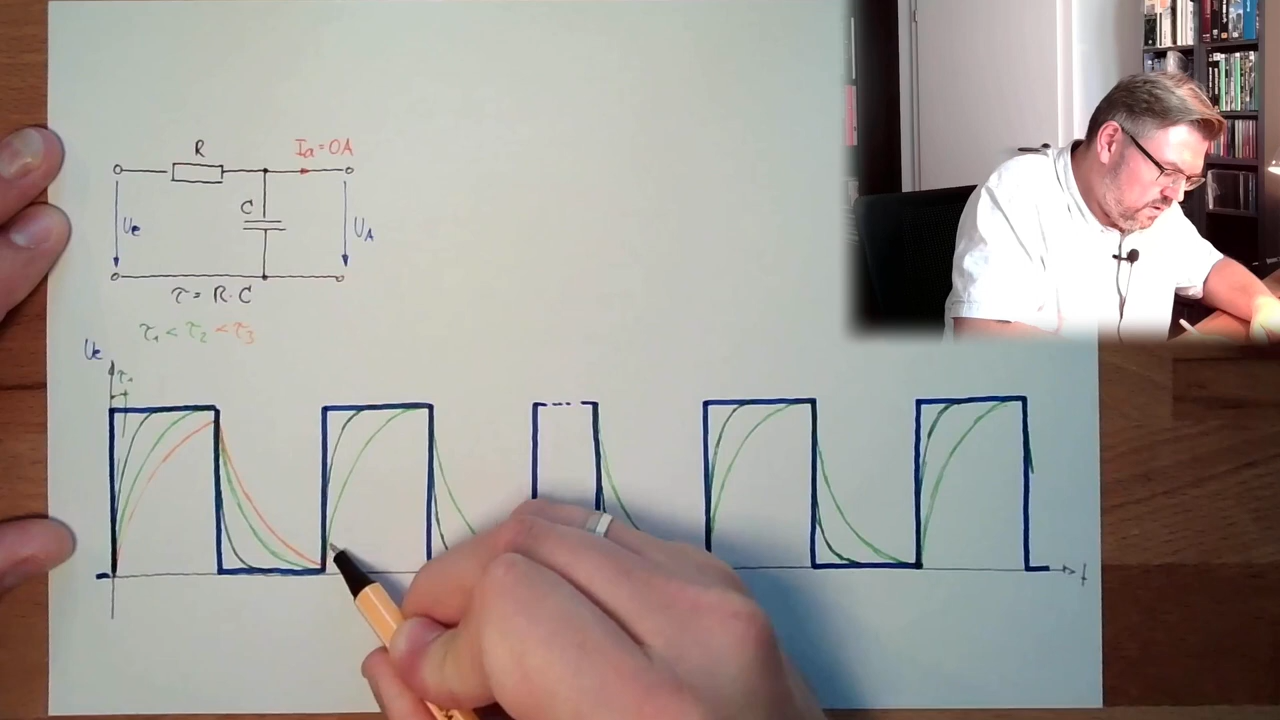 R
Ia = 0A
C
Ue
UA
τ = R·C
τ1 < τ2 < τ3
Ue
τ1
t